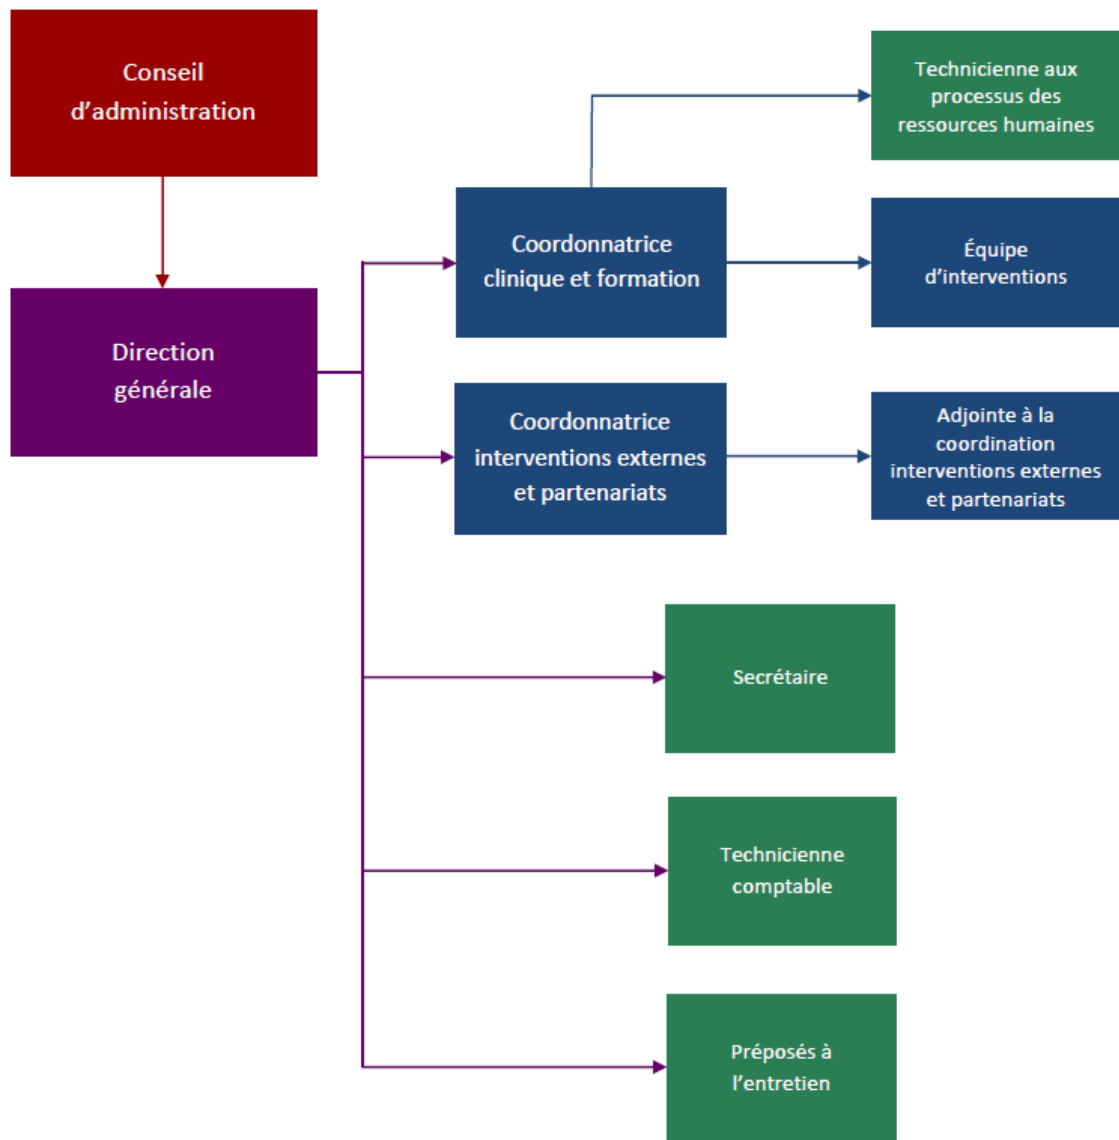 Conseil
d'administration
Technicienne aux
processus des
ressources humaines
Coordonnatrice
clinique et formation
Équipe
d'interventions
Direction
générale
Coordonnatrice
interventions externes
et partenariats
Adjointe à la
coordination
interventions externes
et partenariats
Secrétaire
Technicienne
comptable
Préposés à
l'entretien